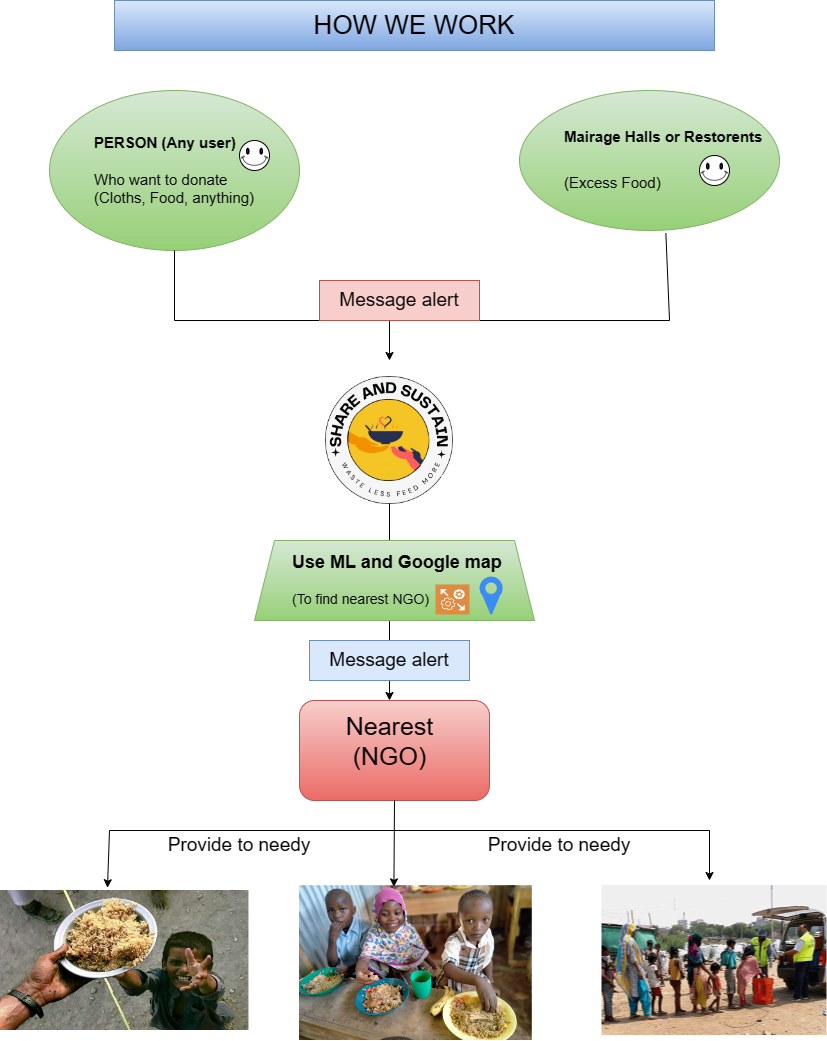 HOW WE WORK
PERSON (Any user)
Who want to donate
(Cloths, Food, anything)
Mairage Halls or Restorents
(Excess Food)
Message alert
SHARE AND SUSTAIN
WASTE LESS FEED MORE
Use ML and Google map
(To find nearest NGO)
Message alert
Nearest
(NGO)
Provide to needy
Provide to needy